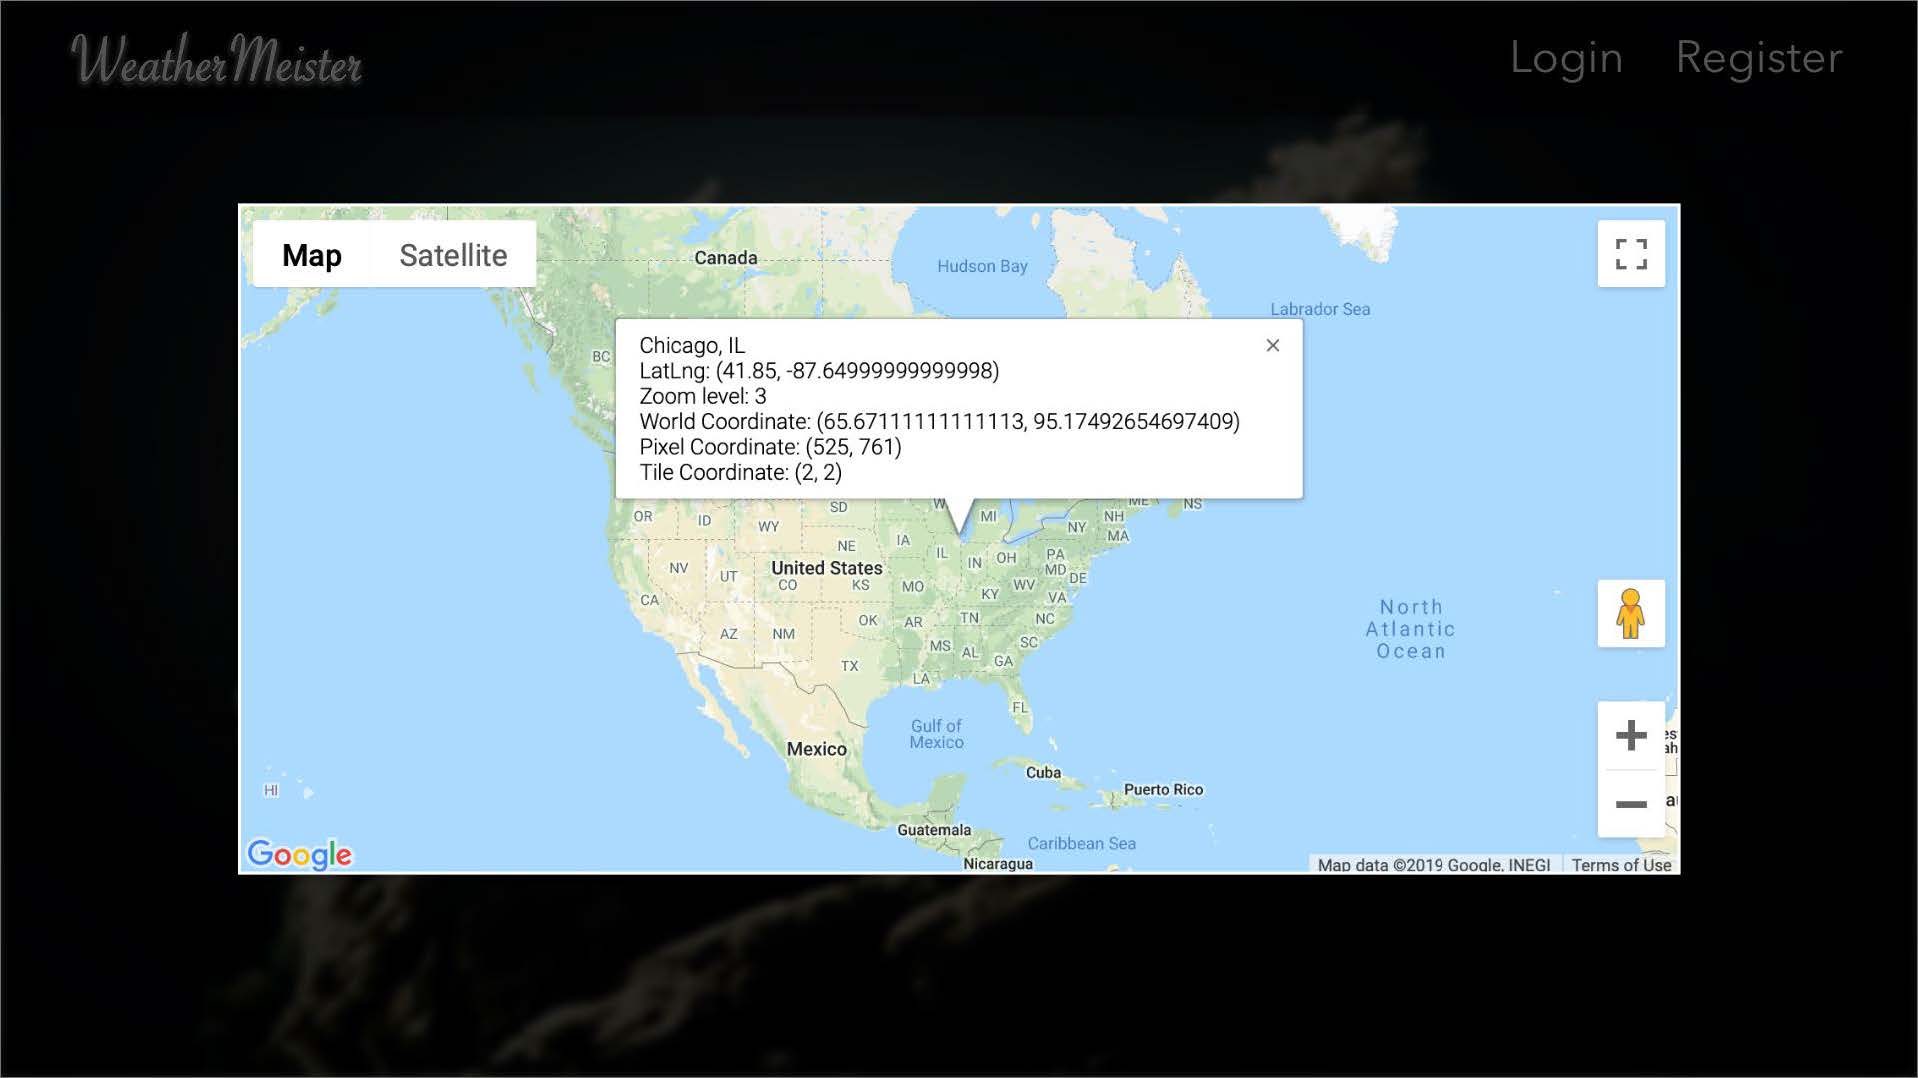 WeatherMeister
Login
Register
Map
Satellite
Canada
Hudson Bay
Labrador Sea
BC
Chicago, IL
LatLng: (41.85, -87.64999999999998)
Zoom level: 3
World Coordinate: (65.67111111111113, 95.17492654697409)
Pixel Coordinate: (525, 761)
Tile Coordinate: (2, 2)
ME
NS
OR
ID
WY
SD
MI
NY
NH
MA
NE
IA
IL
IN
OH
PA
MD
DE
NV
UT
United States
CO
KS
MO
KY
WV
VA
CA
OK
AR
TN
NC
AZ
NM
TX
MS
AL
GA
SC
LA
FL
North
Atlantic
Ocean
Gulf of
Mexico
Mexico
Cuba
Puerto Rico
HI
Guatemala
Caribbean Sea
Nicaragua
Google
Map data ©2019 Google, INEGI
Terms of Use